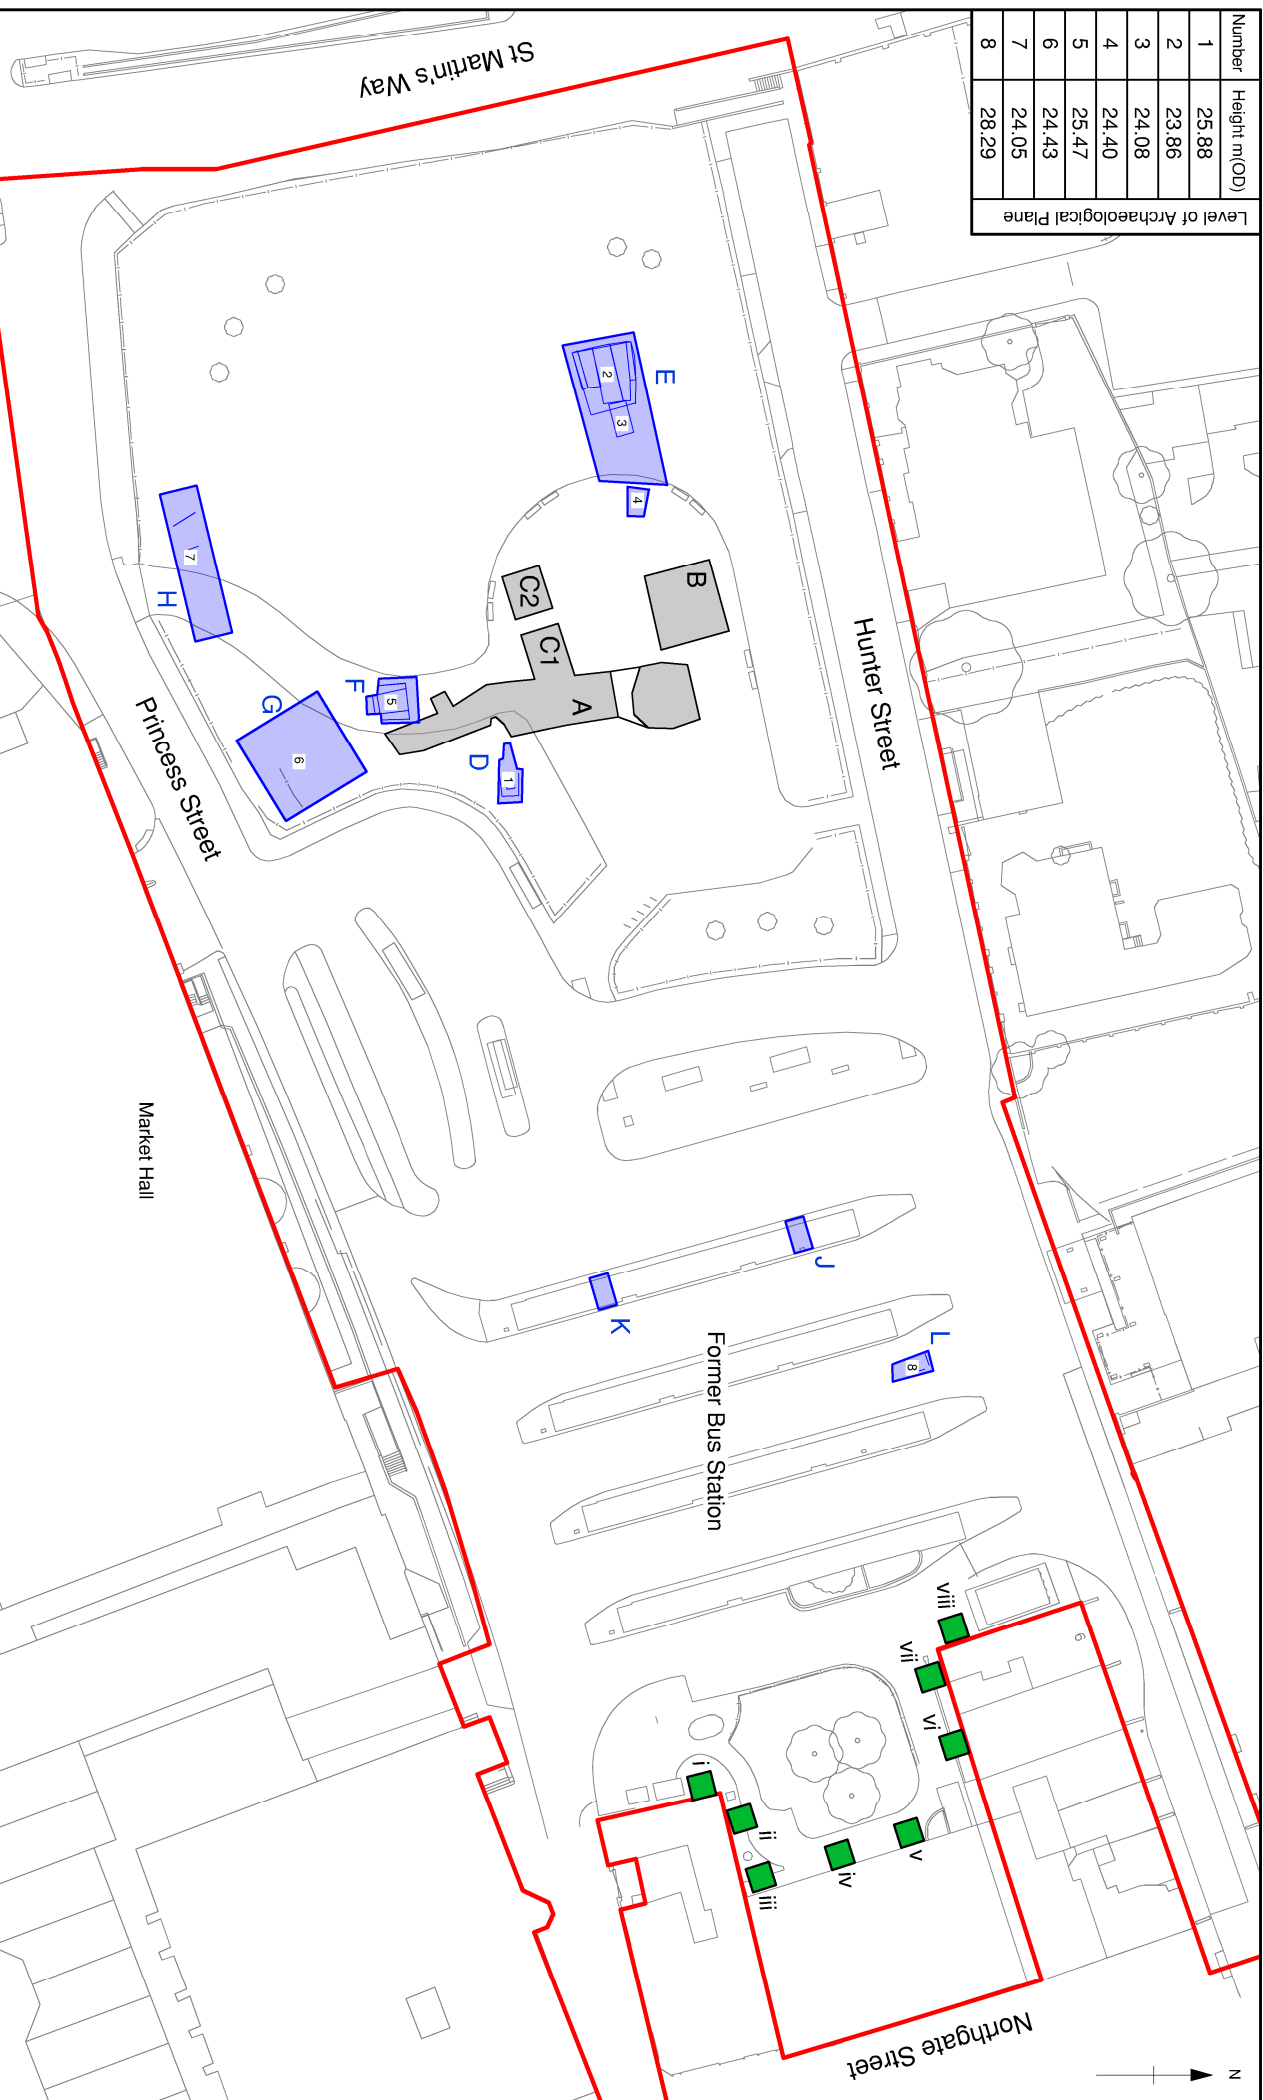 Number Height m(OD)
1 25.88
2 23.86
3 24.08
4 24.40
5 25.47
6 24.43
7 24.05
8 28.29
Level of Archaeological Plane
St Martin's Way
Hunter Street
Princess Street
Northgate Street
Market Hall
Former Bus Station
N
E
2
3
4
B
C2
C1
A
F
5
D
1
G
6
H
7
J
K
L
8
6
viii
vii
vi
v
iv
iii
ii
i